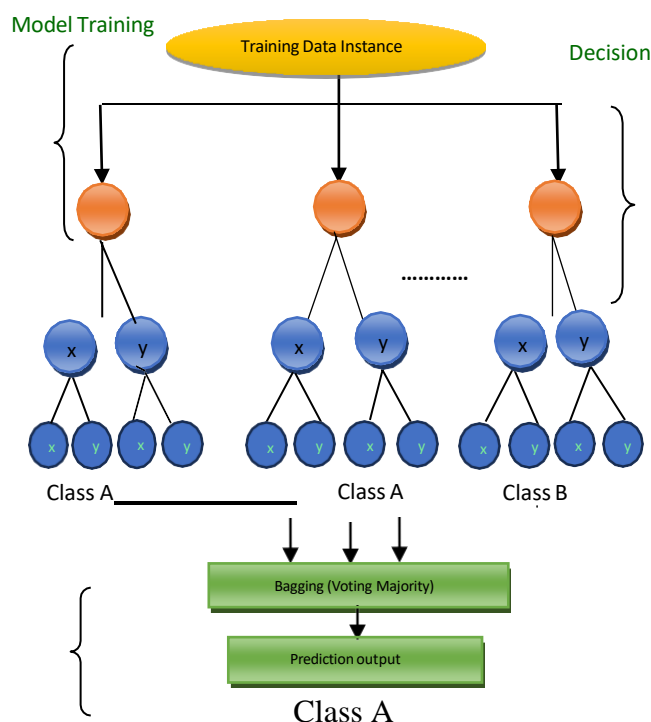 Model Training
Training Data Instance
Decision
............
x y x y x y
x y x y x y x y x y x y
Class A Class A Class B
Bagging (Voting Majority)
Prediction output
Class A